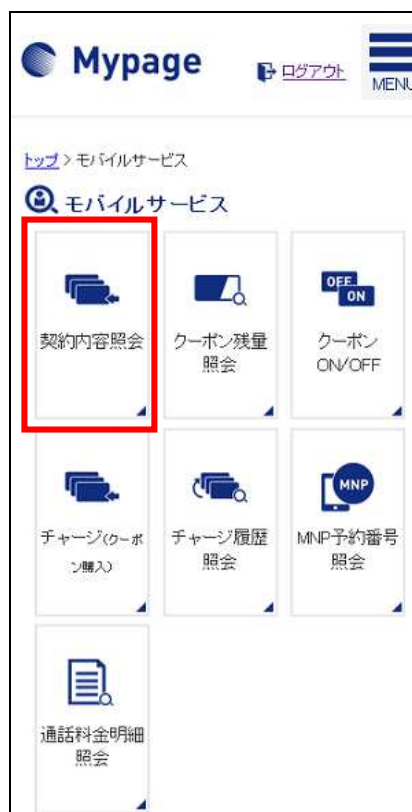 Mypage
ログアウト
MENU
トップ > モバイルサービス
モバイルサービス
契約内容照会
クーポン残量
照会
OFF
ON
クーポン
ON/OFF
チャージ(クーポ
ン購入)
チャージ履歴
照会
MNP
MNP予約番号
照会
通話料金明細
照会